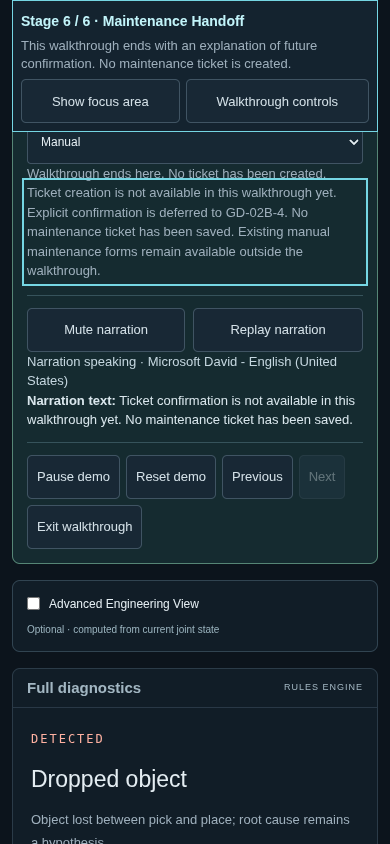 Stage 6 / 6 · Maintenance Handoff
This walkthrough ends with an explanation of future
confirmation. No maintenance ticket is created.
Show focus area
Walkthrough controls
Manual
Walkthrough ends here. No ticket has been created.
Ticket creation is not available in this walkthrough yet.
Explicit confirmation is deferred to GD-02B-4. No
maintenance ticket has been saved. Existing manual
maintenance forms remain available outside the
walkthrough.
Mute narration
Replay narration
Narration speaking · Microsoft David - English (United
States)
Narration text: Ticket confirmation is not available in this
walkthrough yet. No maintenance ticket has been saved.
Pause demo
Reset demo
Previous
Next
Exit walkthrough
Advanced Engineering View
Optional · computed from current joint state
Full diagnostics
RULES ENGINE
DETECTED
Dropped object
Object lost between pick and place; root cause remains
a hypothesis.